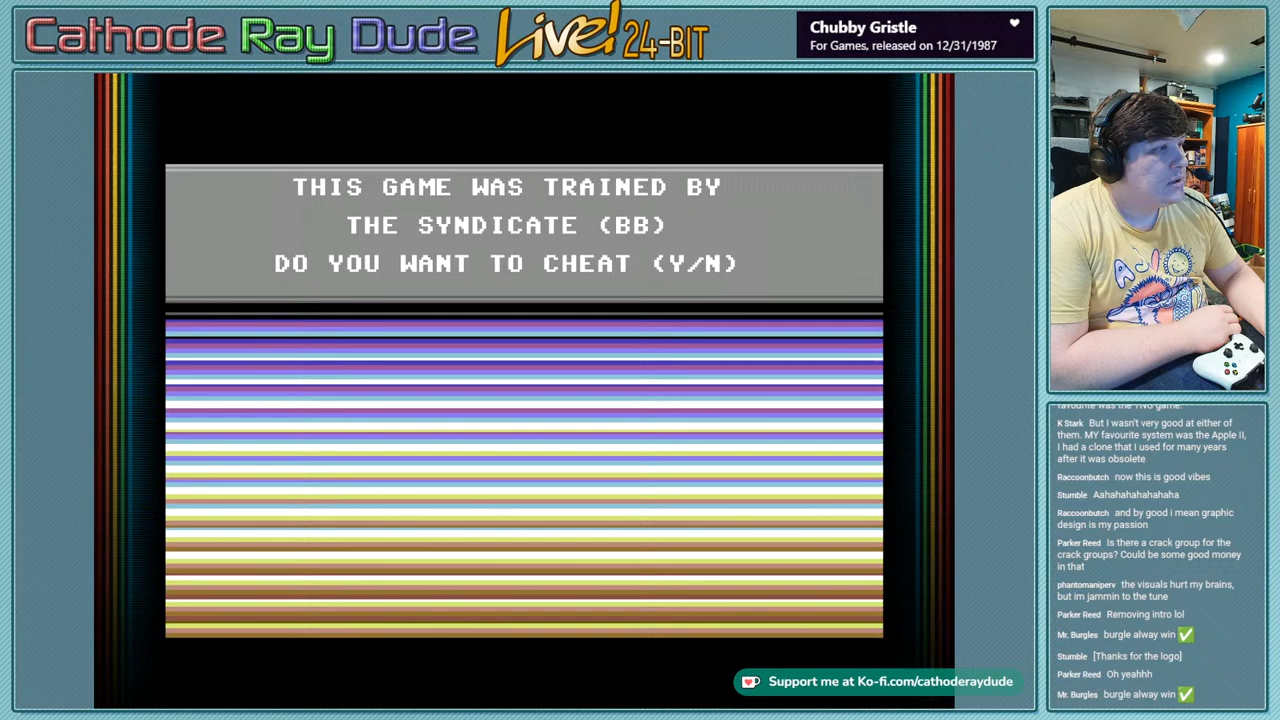 Cathode Ray Dude Live! 24-BIT
Chubby Gristle
For Games, released on 12/31/1987
THIS GAME WAS TRAINED BY
THE SYNDICATE (BB)
DO YOU WANT TO CHEAT (Y/N)
Support me at Ko-fi.com/cathoderaydude
favourite was the TNG game.
K Stark But I wasn't very good at either of
them. MY favourite system was the Apple II,
I had a clone that I used for many years
after it was obsolete
Raccoonbutch now this is good vibes
Stumble Aahahahahahahaha
Raccoonbutch and by good I mean graphic
design is my passion
Parker Reed Is there a crack group for the
crack groups? Could be some good money
in that
phantomaniperv the visuals hurt my brains,
but im jammin to the tune
Parker Reed Removing intro lol
Mr. Burgles burgle alway win ✅
Stumble [Thanks for the logo]
Parker Reed Oh yeahhh
Mr. Burgles burgle alway win ✅